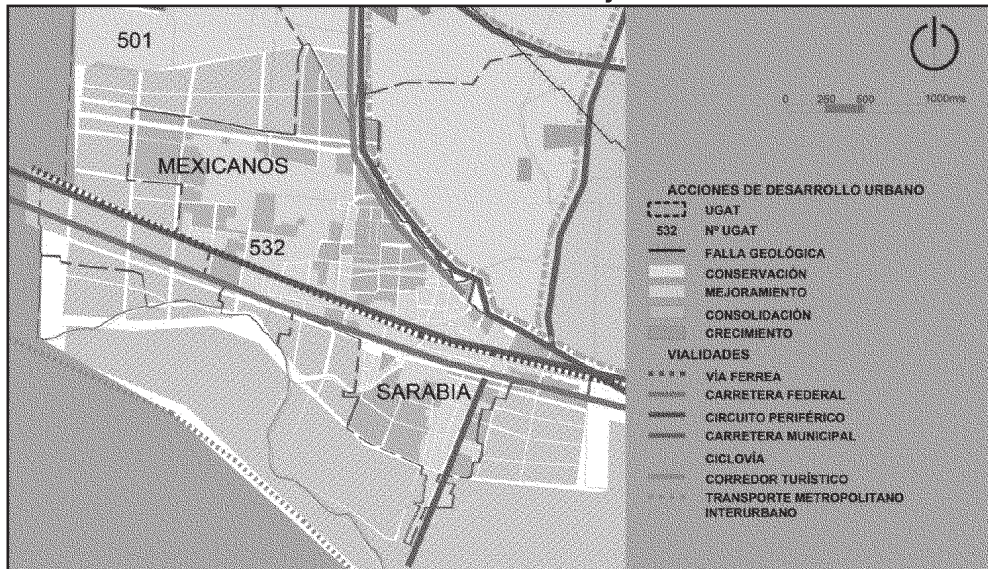 501
MEXICANOS
532
SARABIA
0 250 500 1000mts
ACCIONES DE DESARROLLO URBANO
UGAT
532 Nº UGAT
FALLA GEOLÓGICA
CONSERVACIÓN
MEJORAMIENTO
CONSOLIDACIÓN
CRECIMIENTO
VIALIDADES
VÍA FERREA
CARRETERA FEDERAL
CIRCUITO PERIFÉRICO
CARRETERA MUNICIPAL
CICLOVÍA
CORREDOR TURÍSTICO
TRANSPORTE METROPOLITANO
INTERURBANO